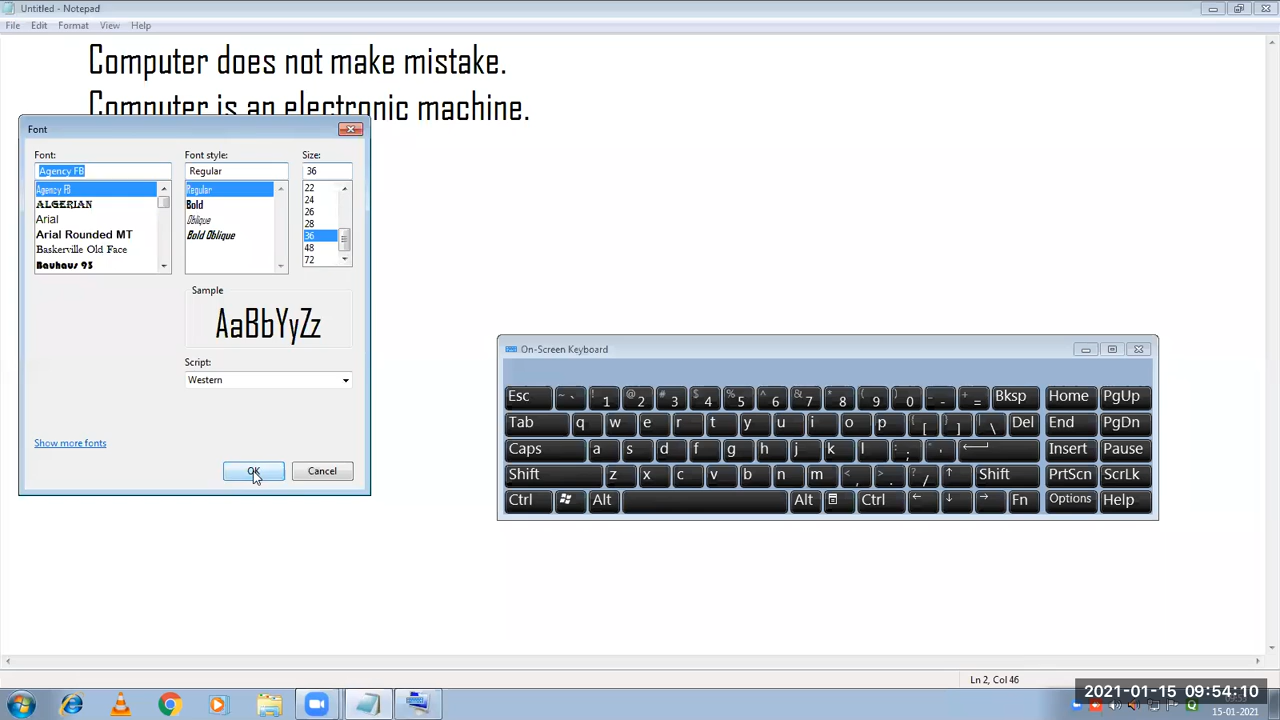 Untitled - Notepad
File Edit Format View Help
Computer does not make mistake.
Computer is an electronic machine.
Font
Font: Font style: Size:
Agency FB Regular 36
Agency FB
ALGERIAN
Arial
Arial Rounded MT
Baskerville Old Face
Bauhaus 93
Regular
Bold
Oblique
Bold Oblique
22
24
26
28
36
48
72
Sample
AaBbYyZz
Script:
Western
Show more fonts
OK Cancel
On-Screen Keyboard
Esc ~ ` ! 1 @ 2 # 3 $ 4 % 5 ^ 6 & 7 * 8 ( 9 ) 0 _ - + = Bksp Home PgUp
Tab q w e r t y u i o p { [ } ] | \ Del End PgDn
Caps a s d f g h j k l : ; " ' Insert Pause
Shift z x c v b n m < , > . ? / ↑ Shift PrtScn ScrLk
Ctrl Alt Alt Ctrl ← ↓ → Fn Options Help
Ln 2, Col 46
2021-01-15 09:54:10
15-01-2021